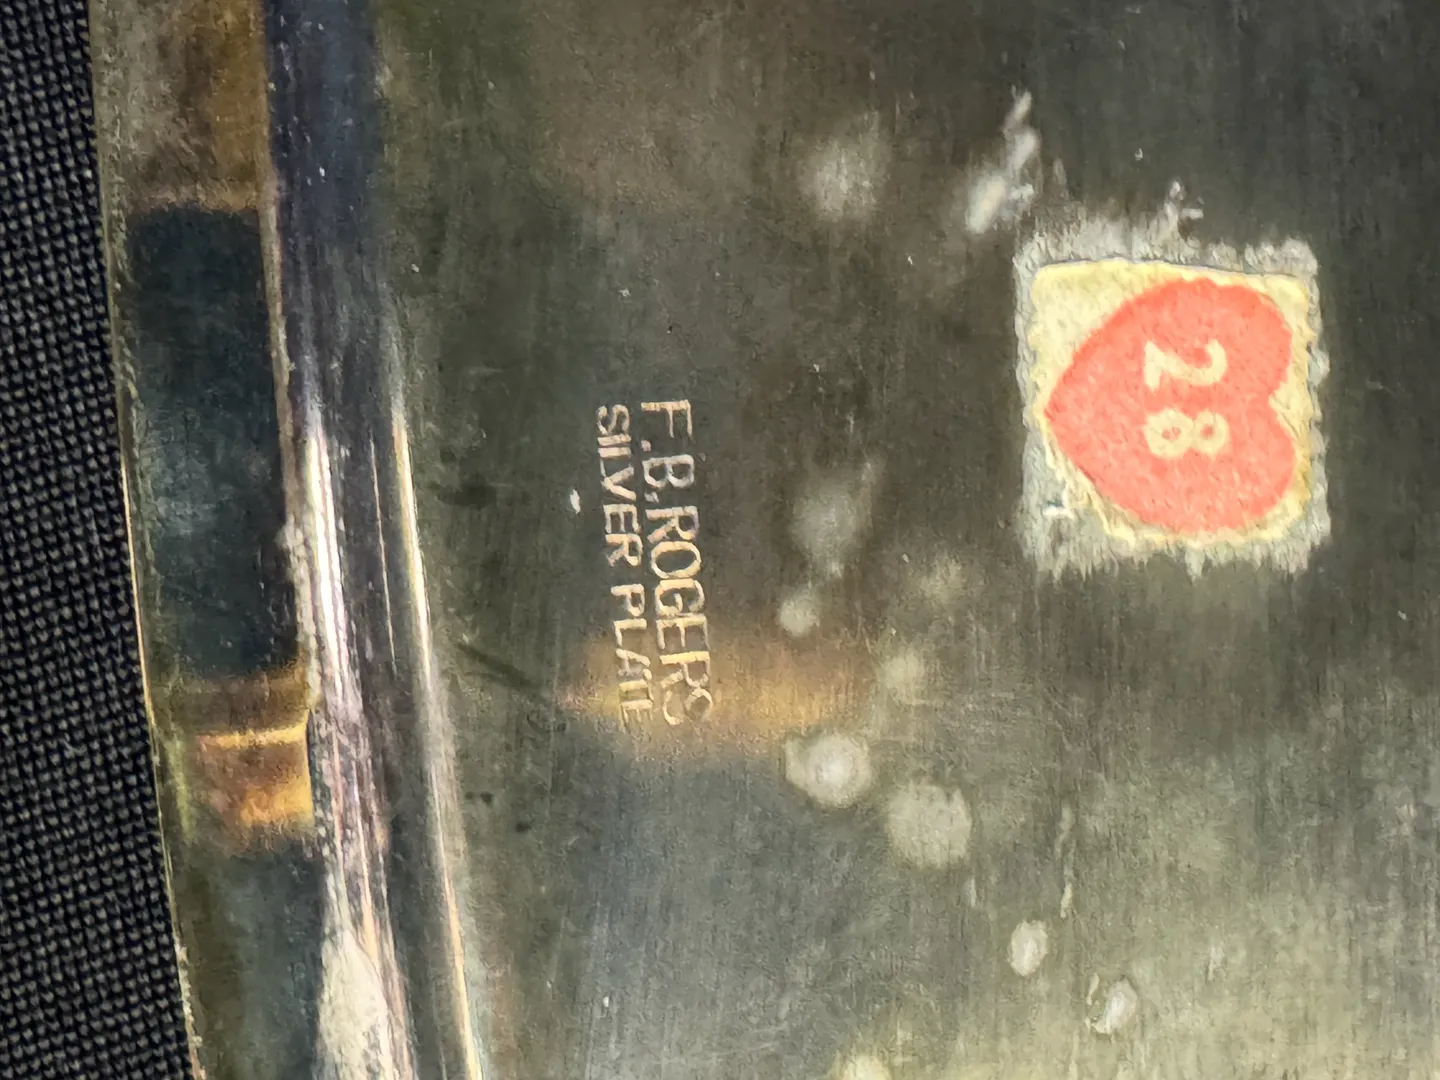 F.B.ROGERS
SILVER PLATE
28